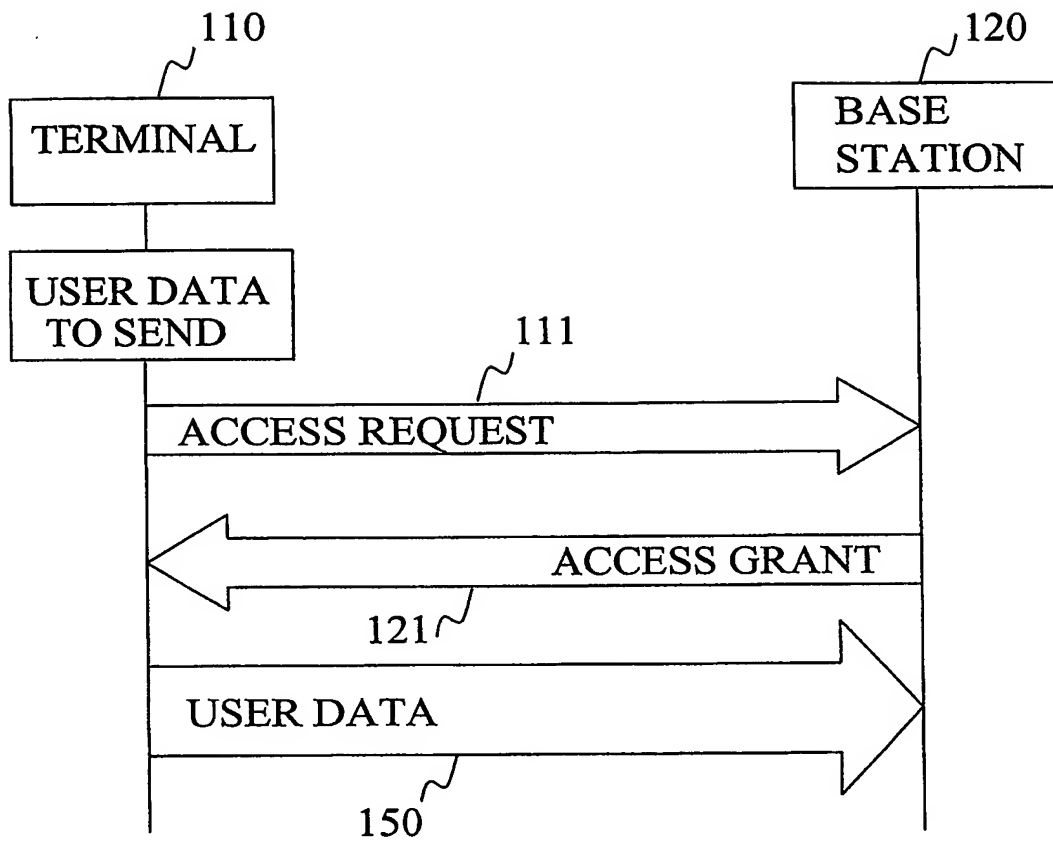 110
120
TERMINAL
BASE
STATION
USER DATA
TO SEND
111
ACCESS REQUEST
ACCESS GRANT
121
USER DATA
150